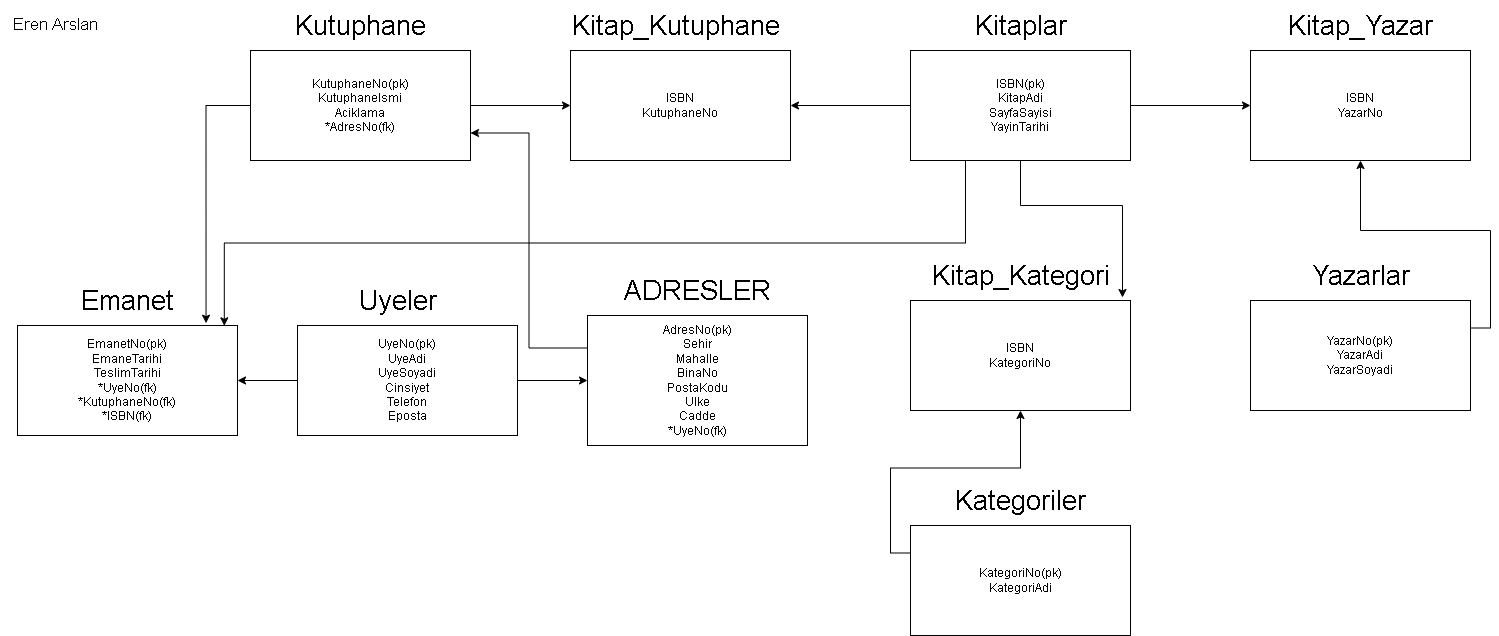 Eren Arslan
Kutuphane
KutuphaneNo(pk)
KutuphaneIsmi
Aciklama
*AdresNo(fk)
Kitap_Kutuphane
ISBN
KutuphaneNo
Kitaplar
ISBN(pk)
KitapAdi
SayfaSayisi
YayinTarihi
Kitap_Yazar
ISBN
YazarNo
Emanet
EmanetNo(pk)
EmaneTarihi
TeslimTarihi
*UyeNo(fk)
*KutuphaneNo(fk)
*ISBN(fk)
Uyeler
UyeNo(pk)
UyeAdi
UyeSoyadi
Cinsiyet
Telefon
Eposta
ADRESLER
AdresNo(pk)
Sehir
Mahalle
BinaNo
PostaKodu
Ulke
Cadde
*UyeNo(fk)
Kitap_Kategori
ISBN
KategoriNo
Yazarlar
YazarNo(pk)
YazarAdi
YazarSoyadi
Kategoriler
KategoriNo(pk)
KategoriAdi